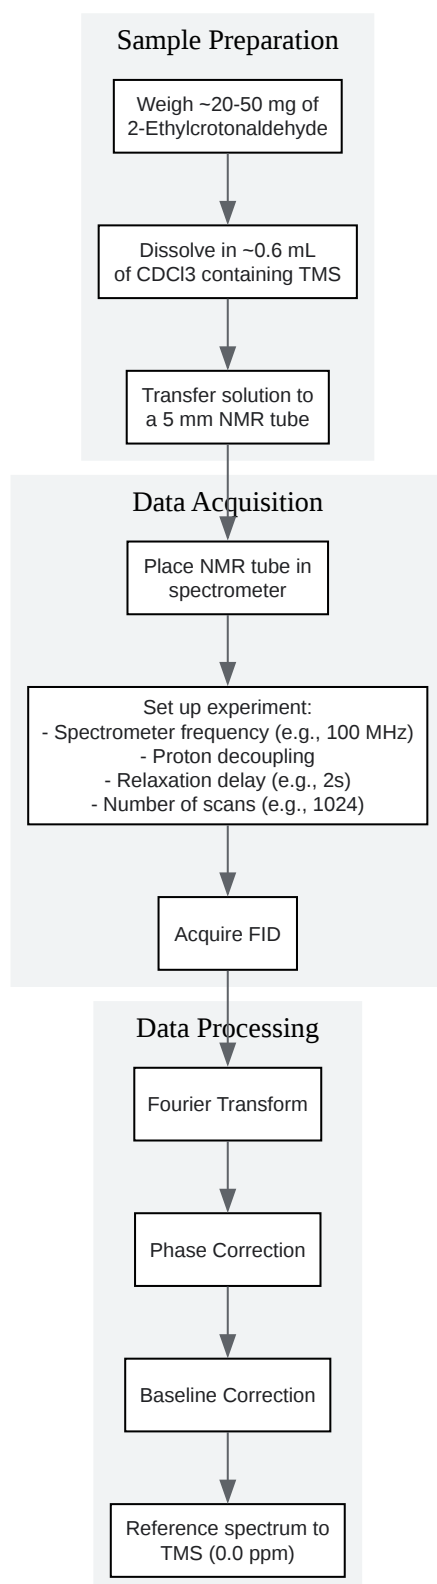 Sample Preparation
Weigh ~20-50 mg of
2-Ethylcrotonaldehyde
Dissolve in ~0.6 mL
of CDCl3 containing TMS
Transfer solution to
a 5 mm NMR tube
Data Acquisition
Place NMR tube in
spectrometer
Set up experiment:
- Spectrometer frequency (e.g., 100 MHz)
- Proton decoupling
- Relaxation delay (e.g., 2s)
- Number of scans (e.g., 1024)
Acquire FID
Data Processing
Fourier Transform
Phase Correction
Baseline Correction
Reference spectrum to
TMS (0.0 ppm)